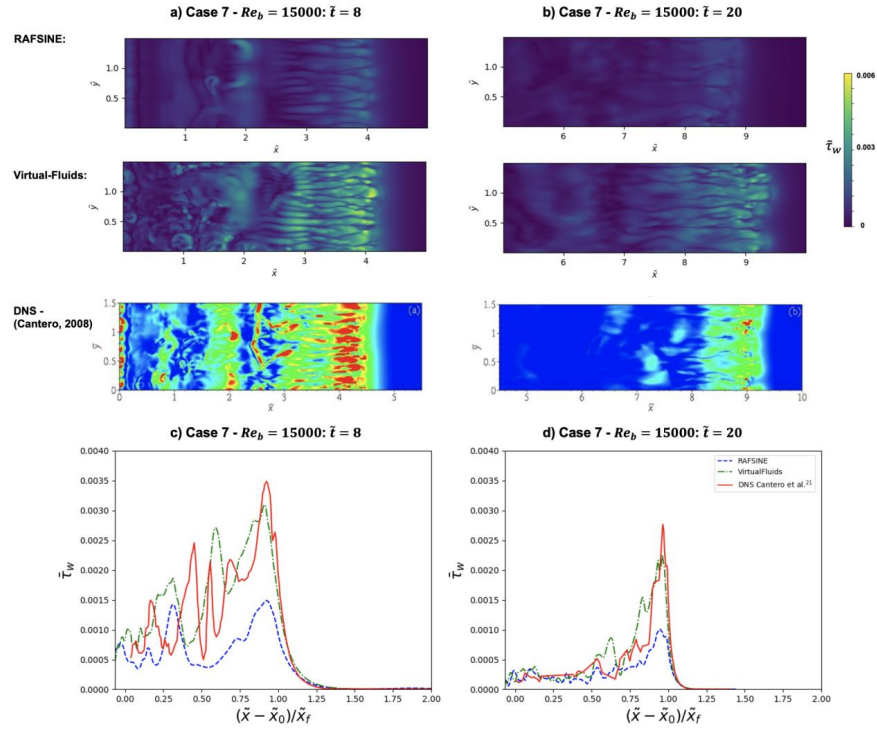 a) Case 7 - Re_b = 15000: t̃ = 8
b) Case 7 - Re_b = 15000: t̃ = 20
RAFSINE:
ỹ
1.0
0.5
1 2 3 4
x̃
ỹ
1.0
0.5
6 7 8 9
x̃
0.006
0.003
0
τ̃_w
Virtual-Fluids:
ỹ
1.0
0.5
1 2 3 4
x̃
ỹ
1.0
0.5
6 7 8 9
x̃
DNS -
(Cantero, 2008)
ỹ
1.5
1
0.5
0
(a)
0 1 2 3 4 5
x̃
ỹ
1.5
1
0.5
0
(b)
5 6 7 8 9 10
x̃
c) Case 7 - Re_b = 15000: t̃ = 8
d) Case 7 - Re_b = 15000: t̃ = 20
0.0040
0.0035
0.0030
0.0025
0.0020
0.0015
0.0010
0.0005
0.0000
τ̄_w
0.00 0.25 0.50 0.75 1.00 1.25 1.50 1.75 2.00
(x̃ − x̃_0)/x̃_f
0.0040
0.0035
0.0030
0.0025
0.0020
0.0015
0.0010
0.0005
0.0000
τ̄_w
RAFSINE
VirtualFluids
DNS Cantero et al.²¹
0.00 0.25 0.50 0.75 1.00 1.25 1.50 1.75 2.00
(x̃ − x̃_0)/x̃_f